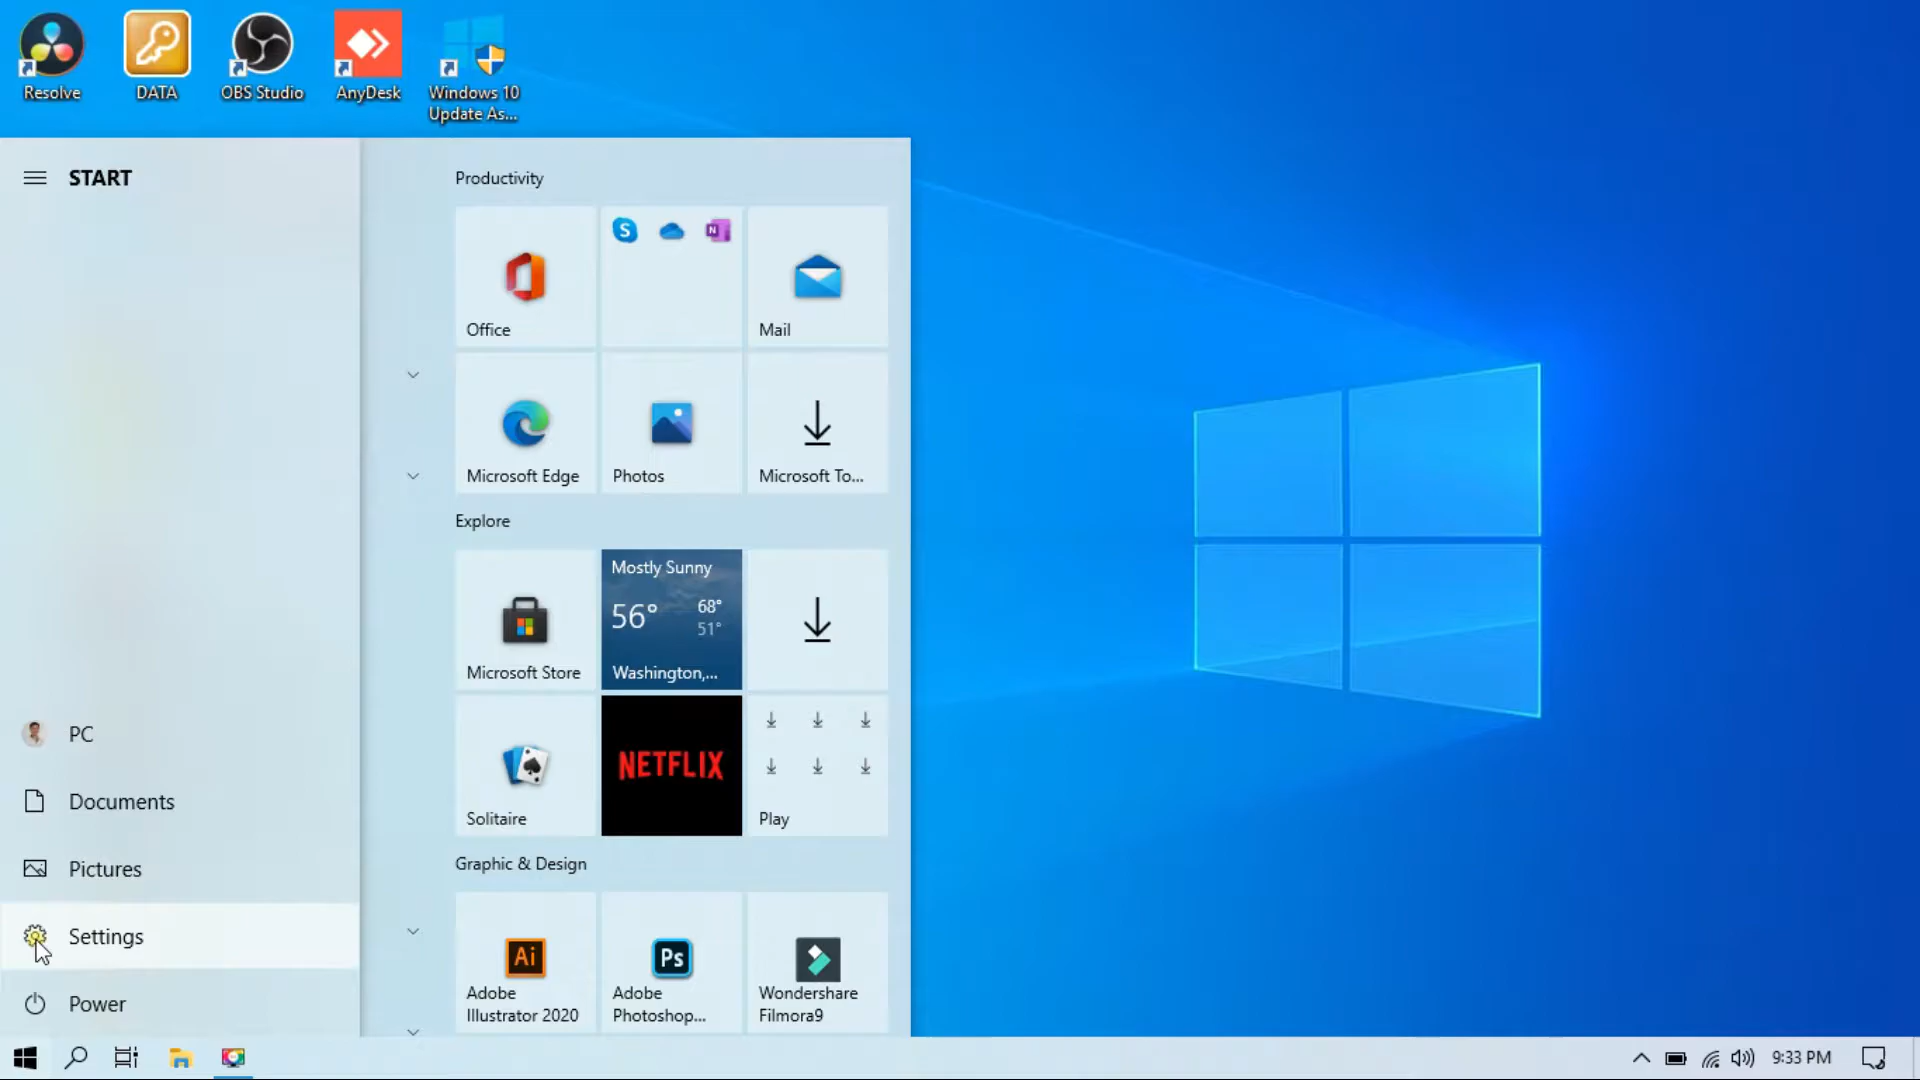 Resolve
DATA
OBS Studio
AnyDesk
Windows 10
Update As...
START
Productivity
S
N
Office
Mail
Microsoft Edge
Photos
Microsoft To...
Explore
Mostly Sunny
56°
68°
51°
Microsoft Store
Washington,...
NETFLIX
Solitaire
Play
Graphic & Design
Ai
Ps
Adobe
Illustrator 2020
Adobe
Photoshop...
Wondershare
Filmora9
PC
Documents
Pictures
Settings
Power
9:33 PM